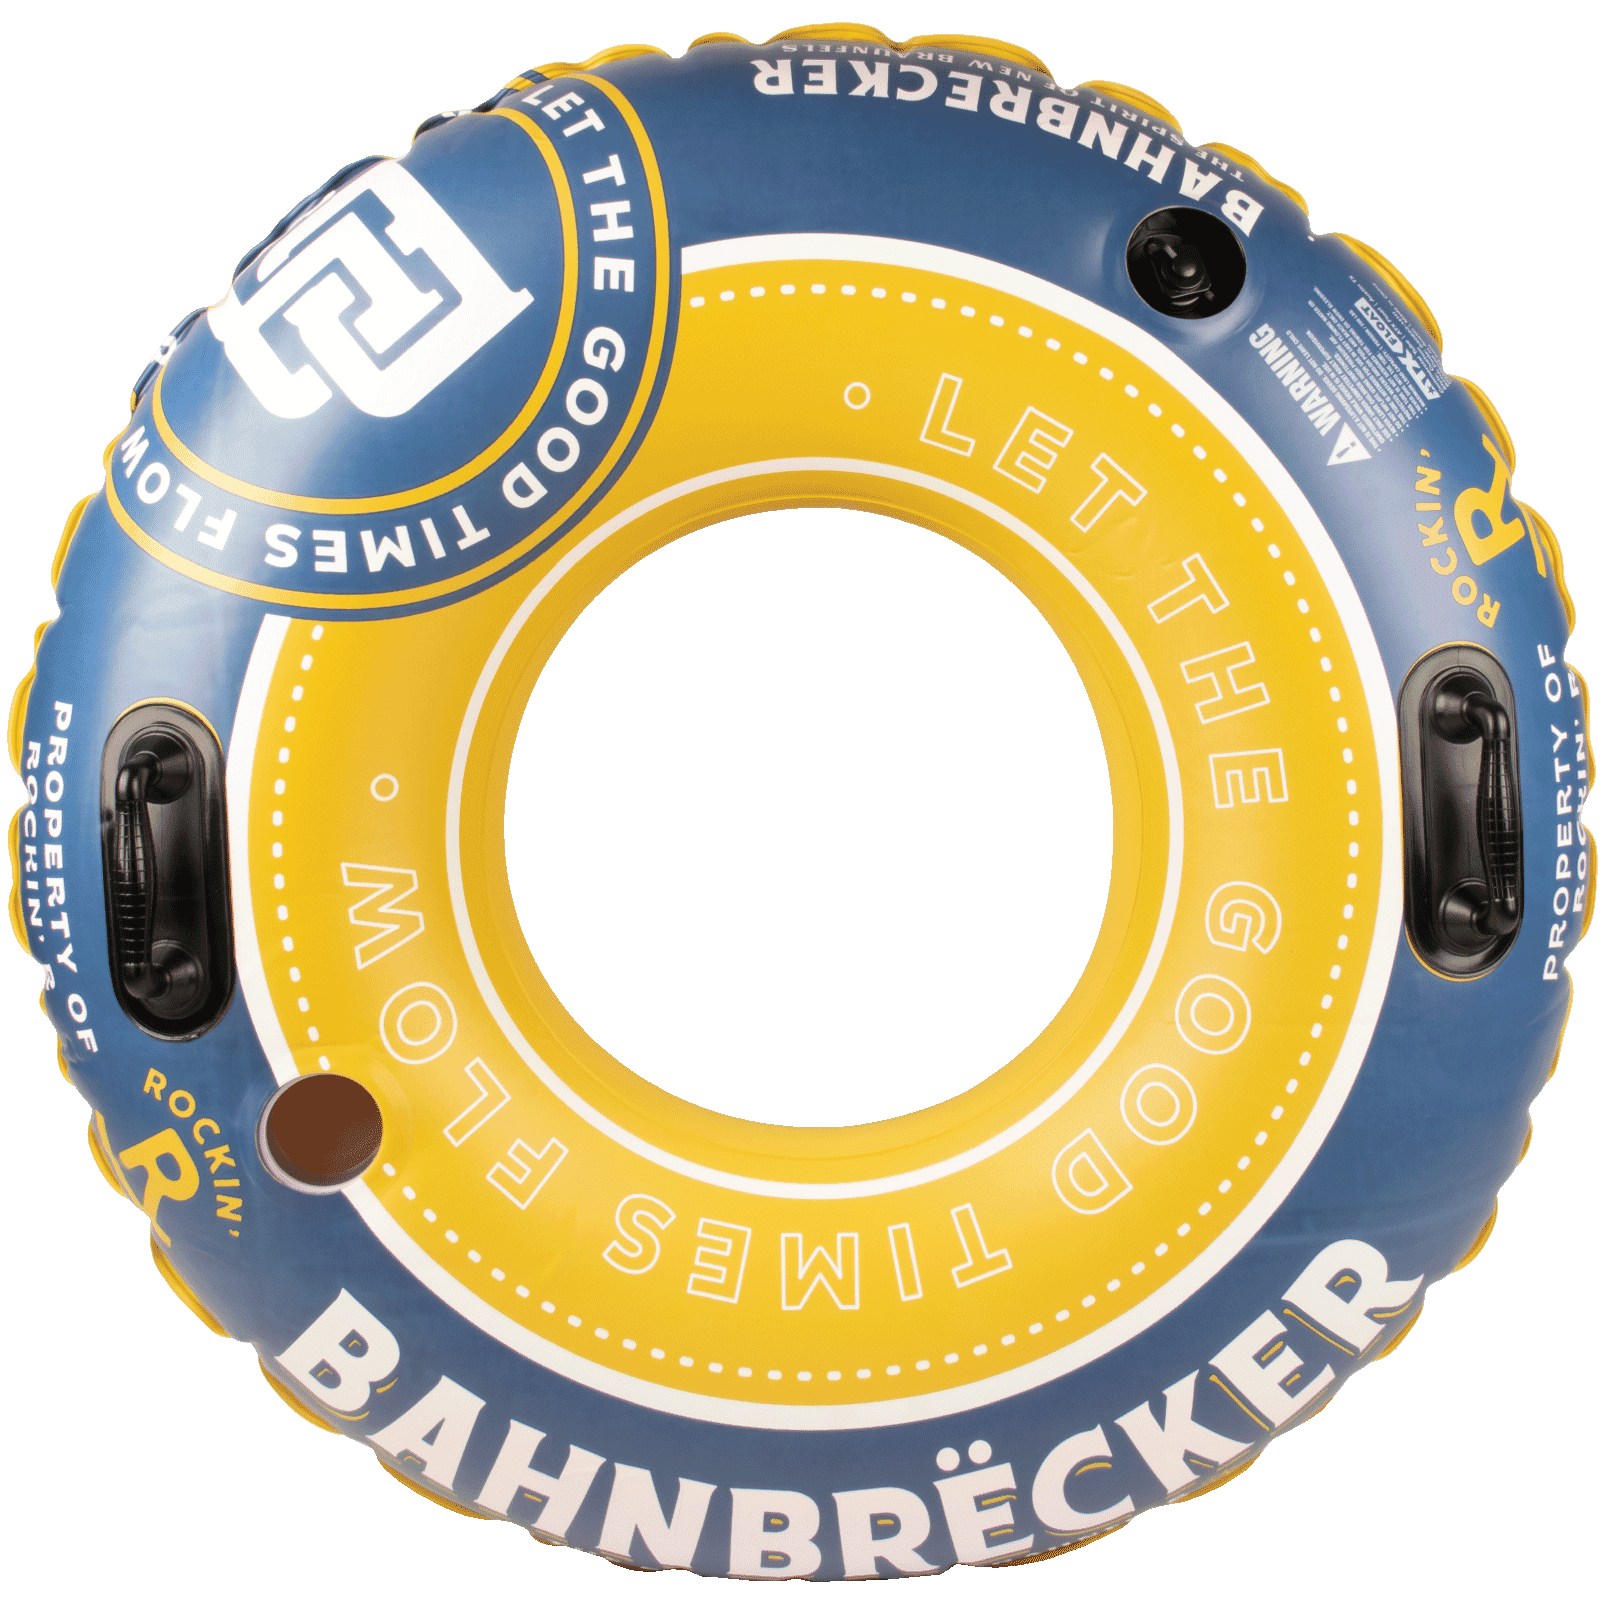 BAHNBRECKER
THE SPIRIT OF NEW BRAUNFELS
LET THE GOOD TIMES FLOW
WARNING
ATX FLOAT
ROCKIN'
R
PROPERTY OF
ROCKIN' R
• LET THE GOOD TIMES FLOW •
PROPERTY OF
ROCKIN' R
ROCKIN'
R
BAHNBRËCKER